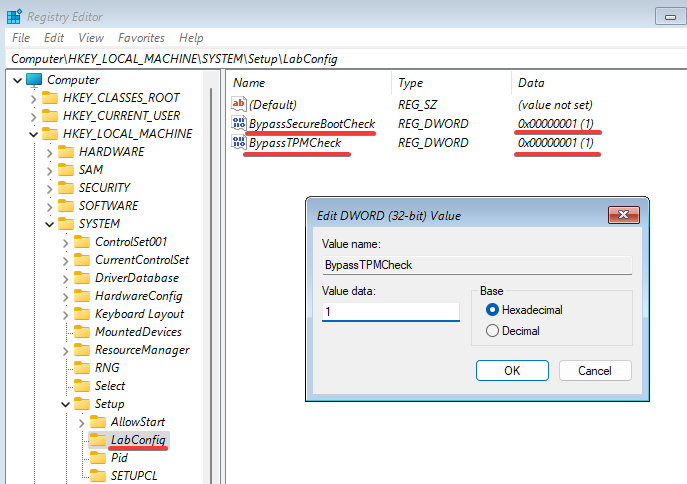 Registry Editor
File Edit View Favorites Help
Computer\HKEY_LOCAL_MACHINE\SYSTEM\Setup\LabConfig
Computer
HKEY_CLASSES_ROOT
HKEY_CURRENT_USER
HKEY_LOCAL_MACHINE
HARDWARE
SAM
SECURITY
SOFTWARE
SYSTEM
ControlSet001
CurrentControlSet
DriverDatabase
HardwareConfig
Keyboard Layout
MountedDevices
ResourceManager
RNG
Select
Setup
AllowStart
LabConfig
Pid
SETUPCL
Name Type Data
(Default) REG_SZ (value not set)
BypassSecureBootCheck REG_DWORD 0x00000001 (1)
BypassTPMCheck REG_DWORD 0x00000001 (1)
Edit DWORD (32-bit) Value
Value name:
BypassTPMCheck
Value data:
1
Base
Hexadecimal
Decimal
OK Cancel